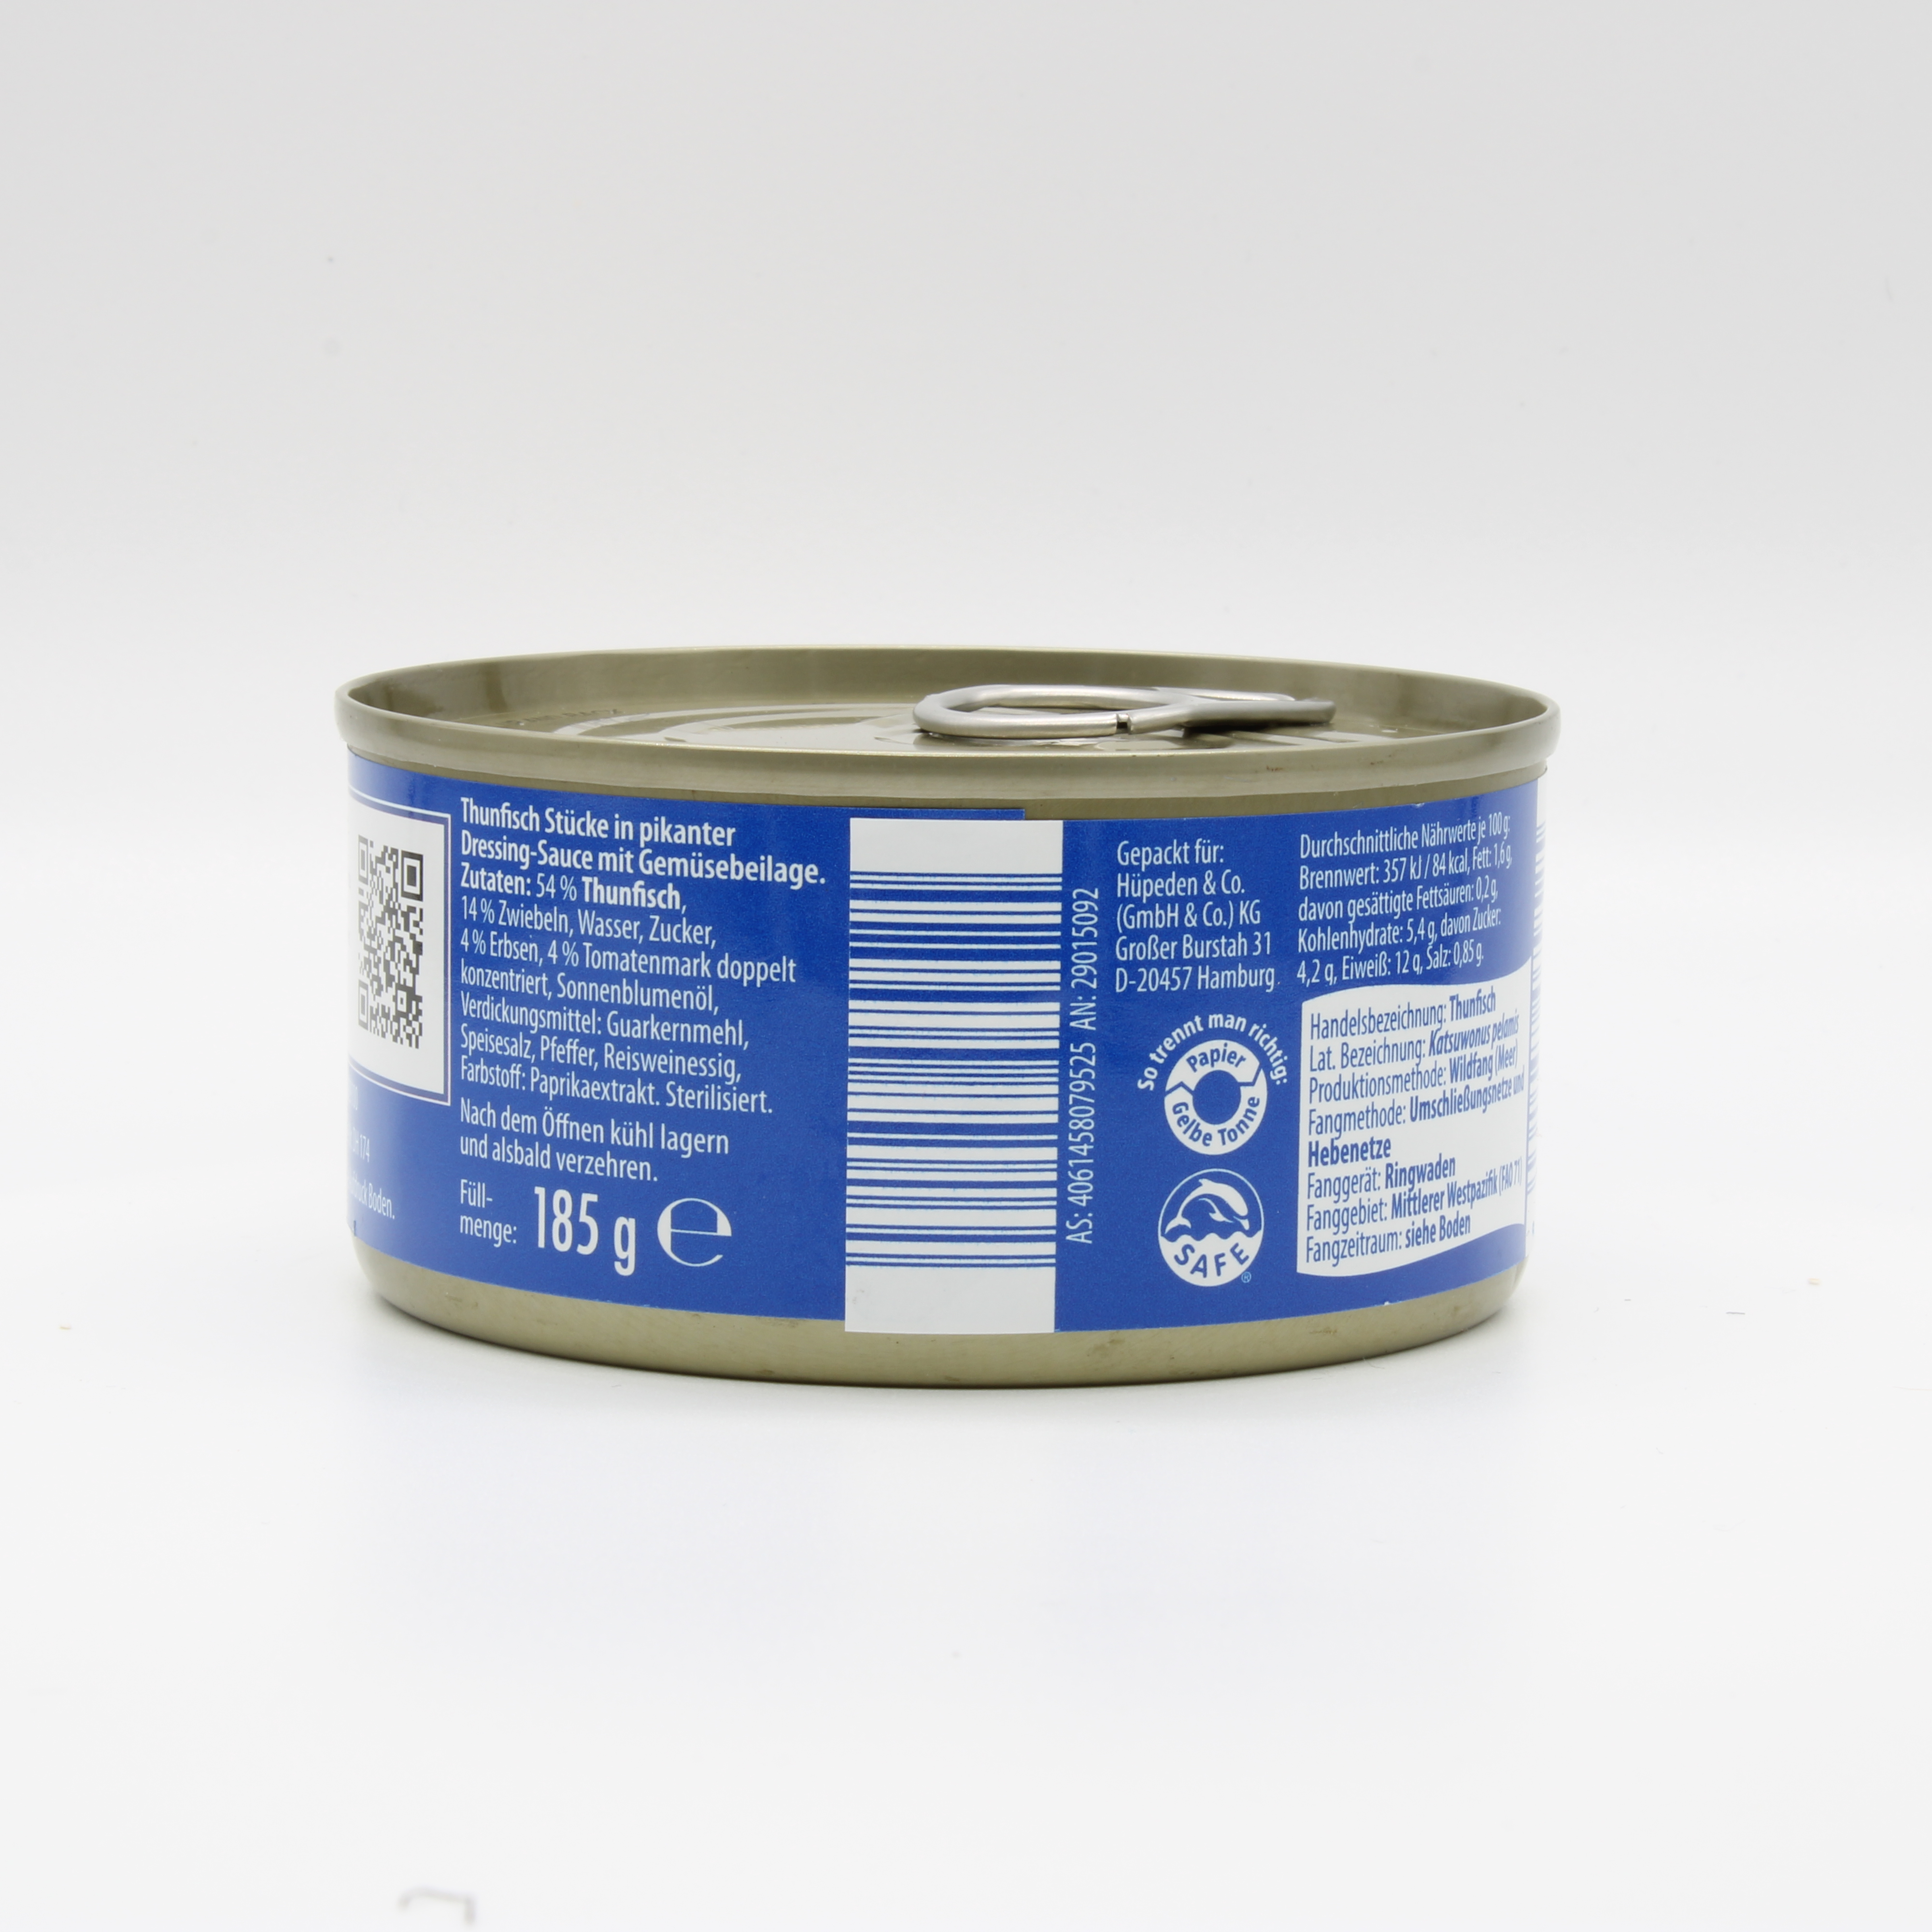 Thunfisch Stücke in pikanter
Dressing-Sauce mit Gemüsebeilage.
Zutaten: 54 % Thunfisch,
14 % Zwiebeln, Wasser, Zucker,
4 % Erbsen, 4 % Tomatenmark doppelt
konzentriert, Sonnenblumenöl,
Verdickungsmittel: Guarkernmehl,
Speisesalz, Pfeffer, Reisweinessig,
Farbstoff: Paprikaextrakt. Sterilisiert.
Nach dem Öffnen kühl lagern
und alsbald verzehren.
Füll-
menge: 185 g e
174
Boden.
AS: 4061458079525 AN: 29015092
Gepackt für:
Hüpeden & Co.
(GmbH & Co.) KG
Großer Burstah 31
D-20457 Hamburg
So trennt man richtig:
Papier
Gelbe Tonne
SAFE®
Durchschnittliche Nährwerte je 100 g:
Brennwert: 357 kJ / 84 kcal, Fett: 1,6 g,
davon gesättigte Fettsäuren: 0,2 g,
Kohlenhydrate: 5,4 g, davon Zucker:
4,2 g, Eiweiß: 12 g, Salz: 0,85 g.
Handelsbezeichnung: Thunfisch
Lat. Bezeichnung: Katsuwonus pelamis
Produktionsmethode: Wildfang (Meer)
Fangmethode: Umschließungsnetze und
Hebenetze
Fanggerät: Ringwaden
Fanggebiet: Mittlerer Westpazifik (FAO 71)
Fangzeitraum: siehe Boden